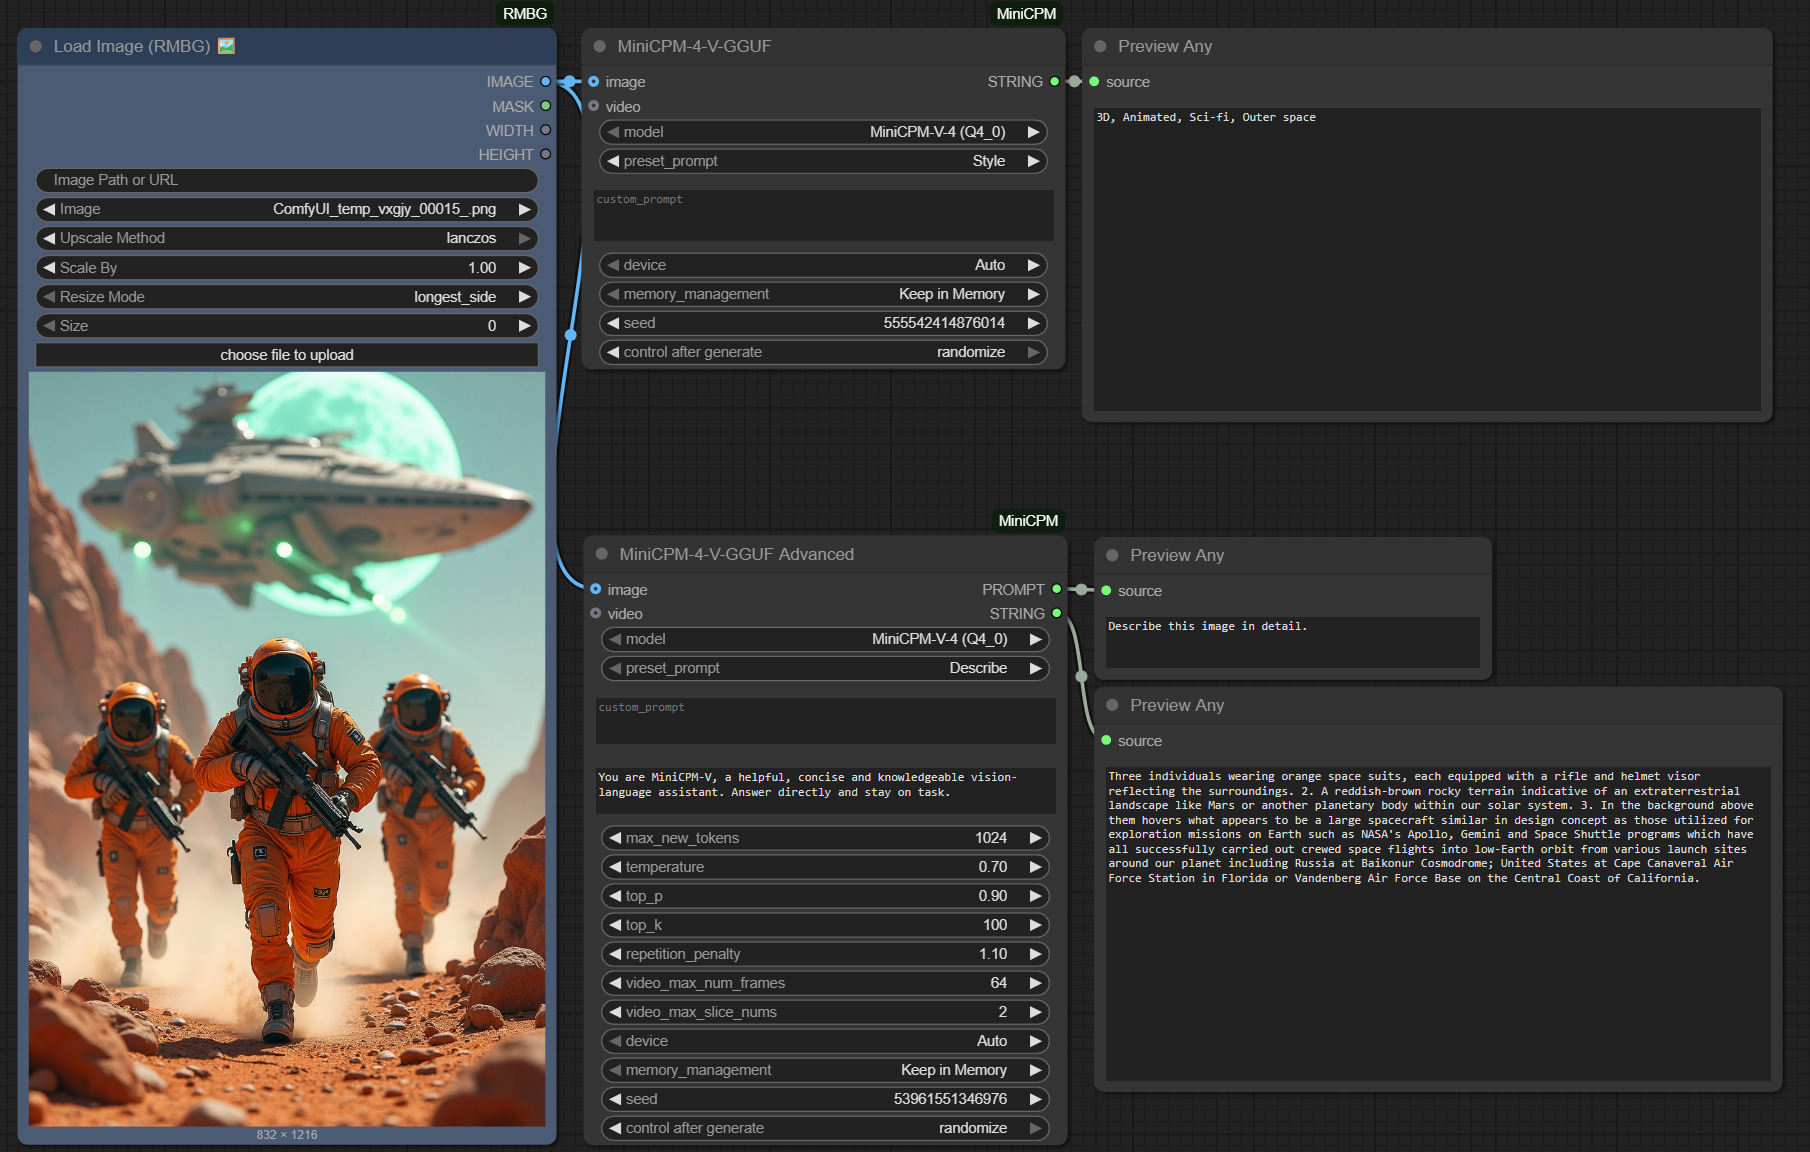 RMBG
Load Image (RMBG)
IMAGE
MASK
WIDTH
HEIGHT
Image Path or URL
Image ComfyUI_temp_vxgjy_00015_.png
Upscale Method lanczos
Scale By 1.00
Resize Mode longest_side
Size 0
choose file to upload
832 × 1216
MiniCPM
MiniCPM-4-V-GGUF
image STRING
video
model MiniCPM-V-4 (Q4_0)
preset_prompt Style
custom_prompt
device Auto
memory_management Keep in Memory
seed 555542414876014
control after generate randomize
Preview Any
source
3D, Animated, Sci-fi, Outer space
MiniCPM
MiniCPM-4-V-GGUF Advanced
image PROMPT
video STRING
model MiniCPM-V-4 (Q4_0)
preset_prompt Describe
custom_prompt
You are MiniCPM-V, a helpful, concise and knowledgeable vision-
language assistant. Answer directly and stay on task.
max_new_tokens 1024
temperature 0.70
top_p 0.90
top_k 100
repetition_penalty 1.10
video_max_num_frames 64
video_max_slice_nums 2
device Auto
memory_management Keep in Memory
seed 53961551346976
control after generate randomize
Preview Any
source
Describe this image in detail.
Preview Any
source
Three individuals wearing orange space suits, each equipped with a rifle and helmet visor
reflecting the surroundings. 2. A reddish-brown rocky terrain indicative of an extraterrestrial
landscape like Mars or another planetary body within our solar system. 3. In the background above
them hovers what appears to be a large spacecraft similar in design concept as those utilized for
exploration missions on Earth such as NASA's Apollo, Gemini and Space Shuttle programs which have
all successfully carried out crewed space flights into low-Earth orbit from various launch sites
around our planet including Russia at Baikonur Cosmodrome; United States at Cape Canaveral Air
Force Station in Florida or Vandenberg Air Force Base on the Central Coast of California.